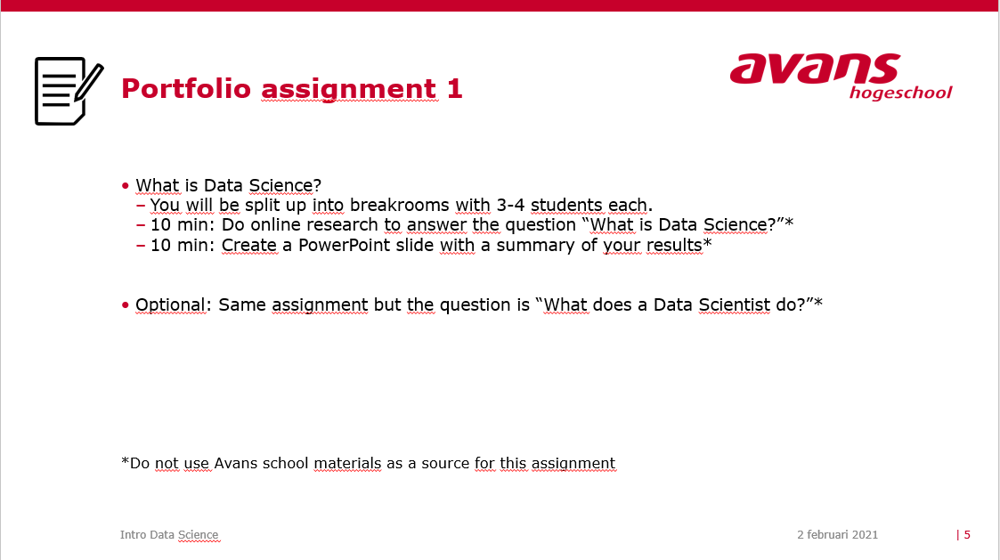 avans
hogeschool
Portfolio assignment 1
• What is Data Science?
– You will be split up into breakrooms with 3-4 students each.
– 10 min: Do online research to answer the question “What is Data Science?”*
– 10 min: Create a PowerPoint slide with a summary of your results*
• Optional: Same assignment but the question is “What does a Data Scientist do?”*
*Do not use Avans school materials as a source for this assignment
Intro Data Science
2 februari 2021
| 5